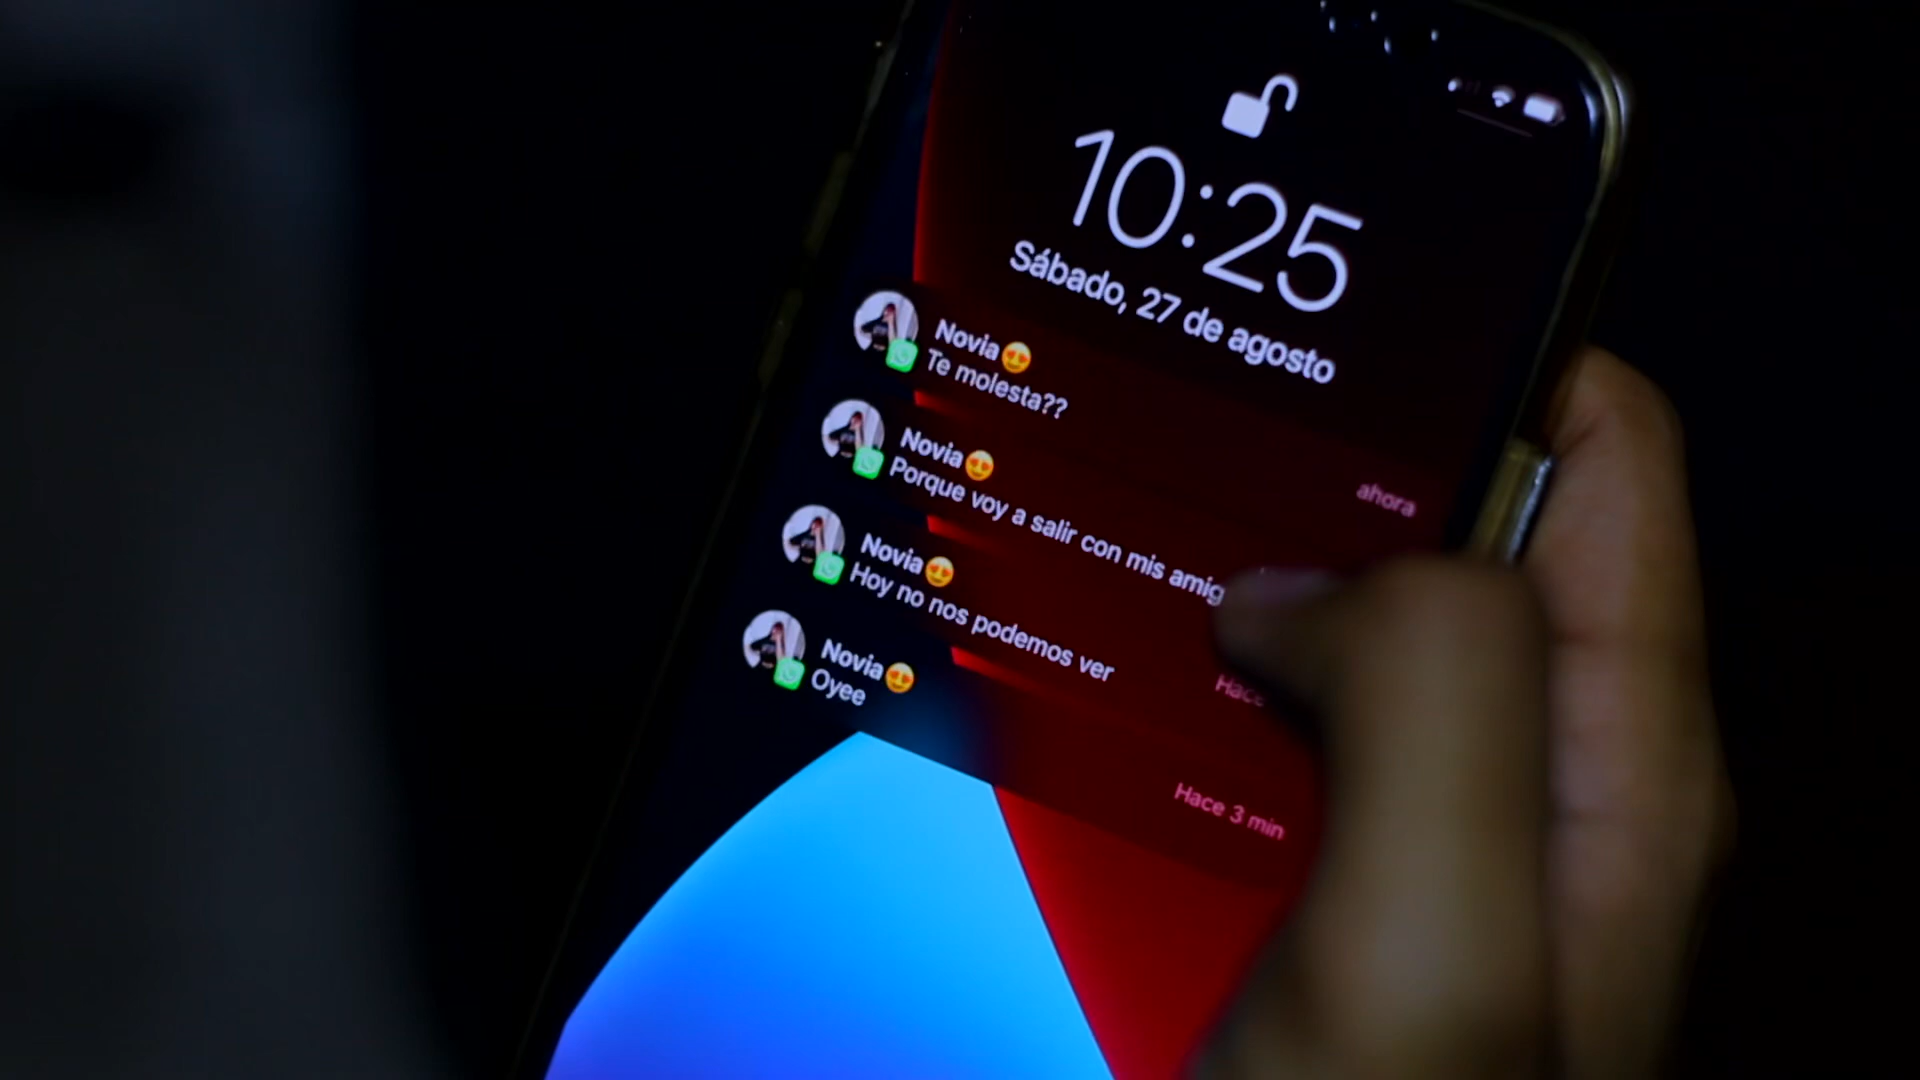 10:25
Sábado, 27 de agosto
Novia😍
Te molesta??
ahora
Novia😍
Porque voy a salir con mis
Novia😍
Hoy no nos podemos ver
Hace
Novia😍
Oyee
Hace 3 min